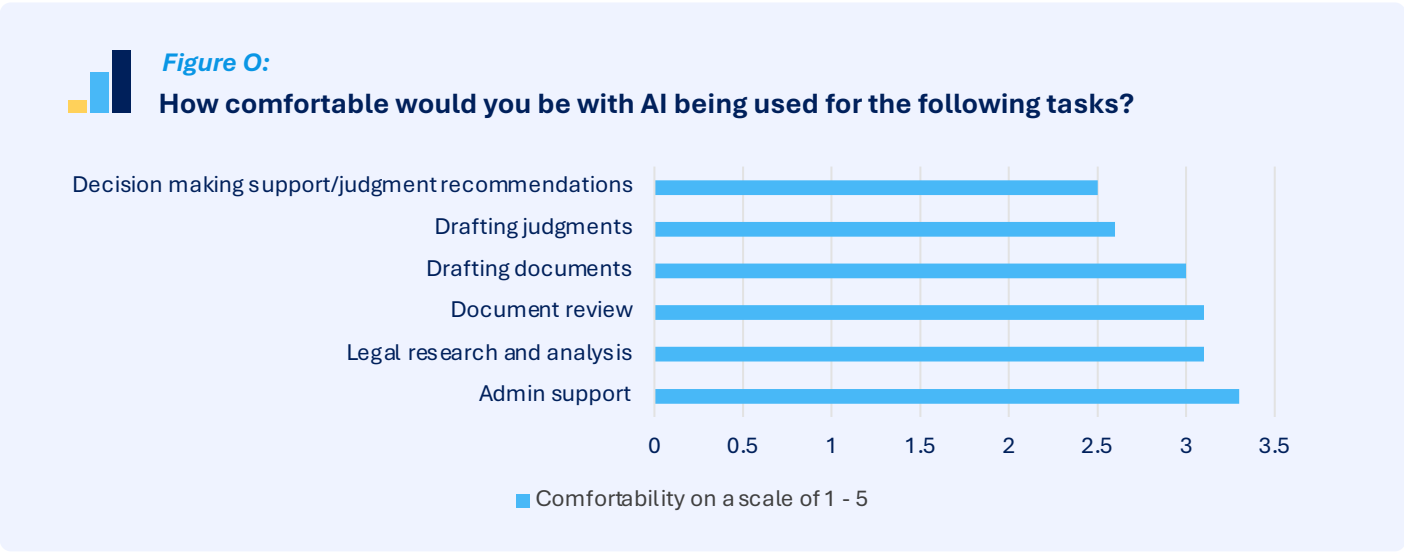 Figure O:
How comfortable would you be with AI being used for the following tasks?
Decision making support/judgment recommendations
Drafting judgments
Drafting documents
Document review
Legal research and analysis
Admin support
0 0.5 1 1.5 2 2.5 3 3.5
Comfortability on a scale of 1 - 5